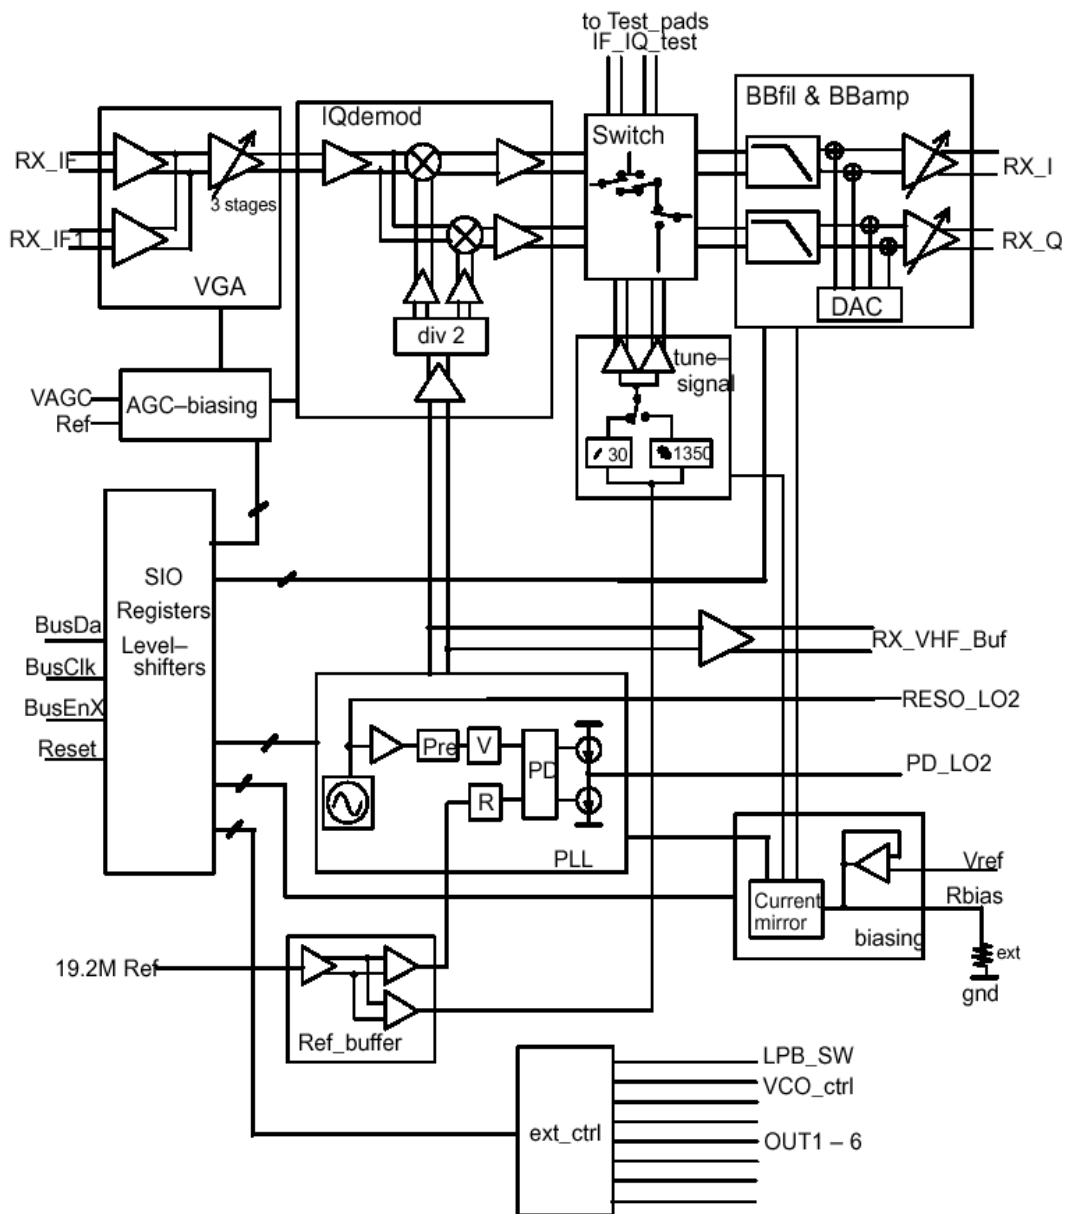 to Test_pads
IF_IQ_test
BBfil & BBamp
IQdemod
Switch
RX_IF
RX_I
3 stages
RX_IF1
RX_Q
VGA
DAC
div 2
tune–
signal
VAGC
AGC–biasing
Ref
30
1350
SIO
Registers
Level–
shifters
BusDa
BusClk
BusEnX
Reset
RX_VHF_Buf
RESO_LO2
Pre
V
PD
PD_LO2
R
PLL
Vref
Current
mirror
Rbias
biasing
ext
gnd
19.2M Ref
Ref_buffer
LPB_SW
VCO_ctrl
ext_ctrl
OUT1 – 6